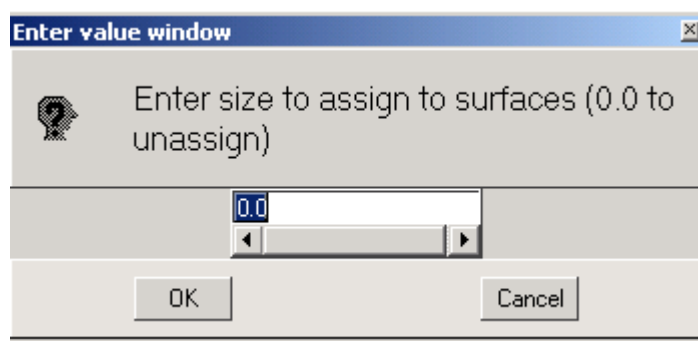 Enter value window
Enter size to assign to surfaces (0.0 to
unassign)
0.0
OK Cancel